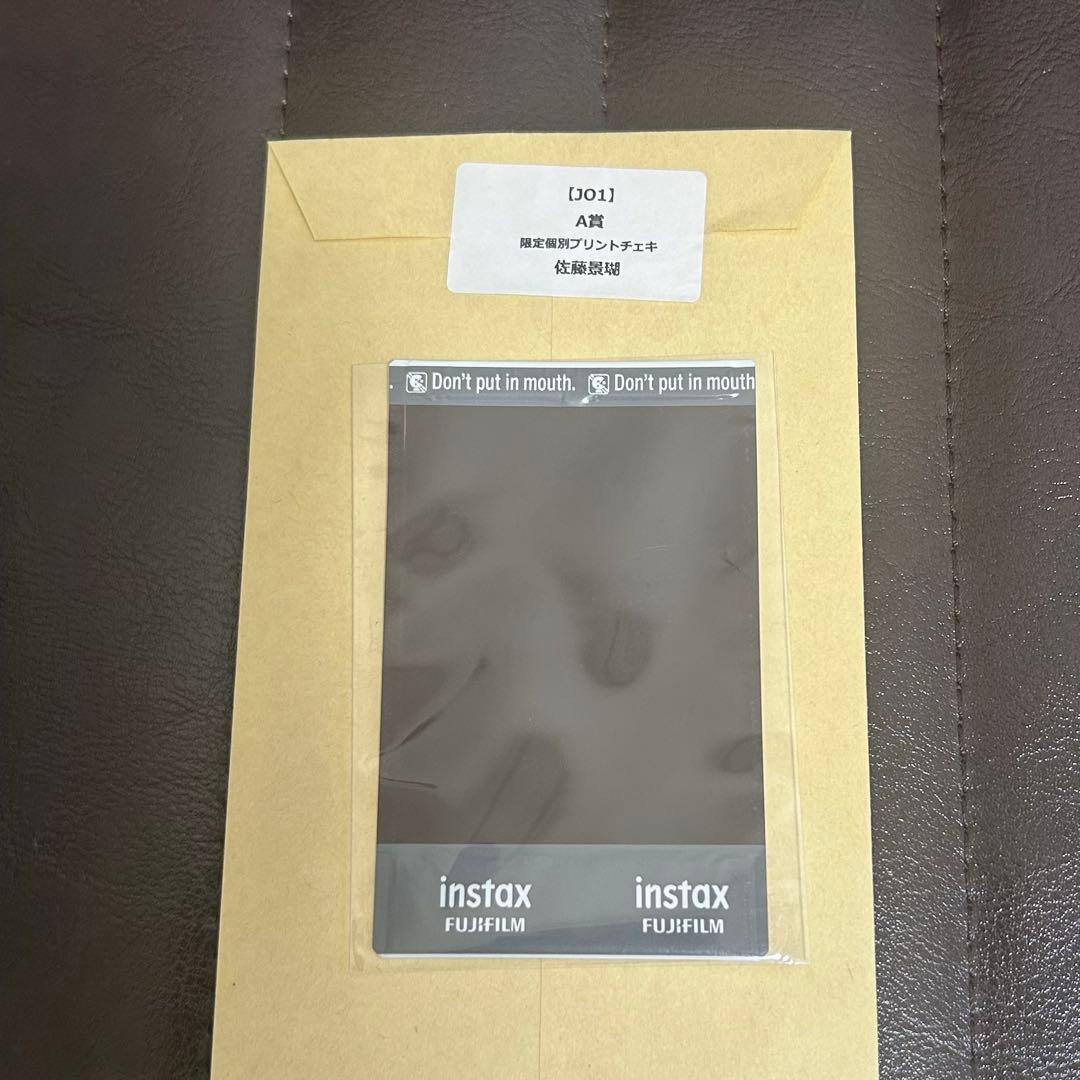 【JO1】
A賞
限定個別プリントチェキ
佐藤景瑚
. Don't put in mouth. Don't put in mouth
instax instax
FUJIFILM FUJIFILM